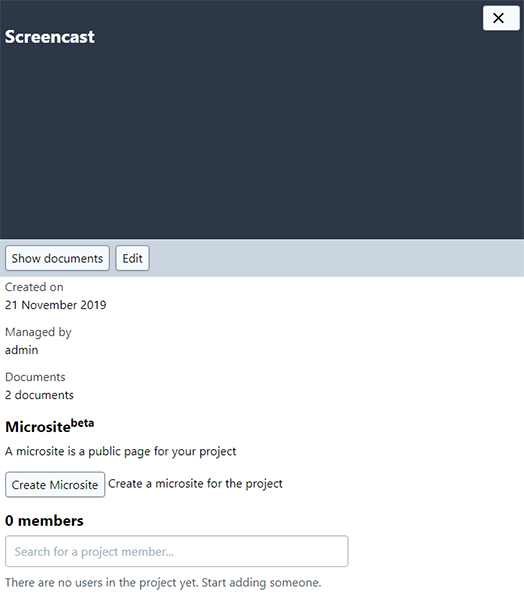 Screencast
Show documents Edit
Created on
21 November 2019
Managed by
admin
Documents
2 documents
Microsite beta
A microsite is a public page for your project
Create Microsite Create a microsite for the project
0 members
Search for a project member...
There are no users in the project yet. Start adding someone.